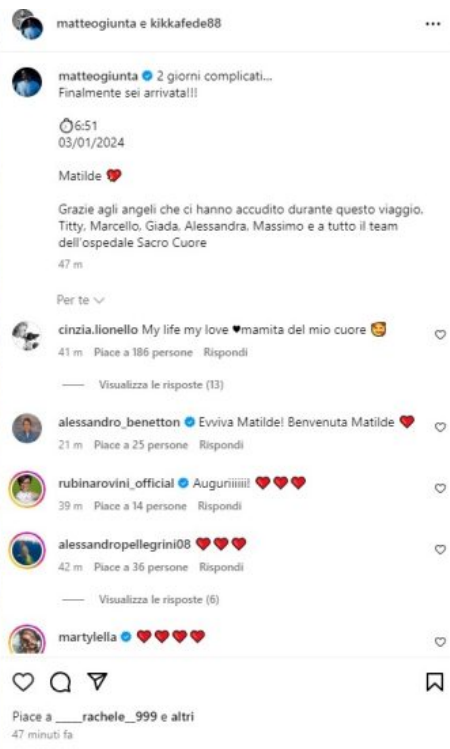 matteogiunta e kikkafede88
matteogiunta 2 giorni complicati...
Finalmente sei arrivata!!!
⏱6:51
03/01/2024
Matilde 💖
Grazie agli angeli che ci hanno accudito durante questo viaggio.
Titty, Marcello, Giada, Alessandra, Massimo e a tutto il team
dell'ospedale Sacro Cuore
47 m
Per te
cinzia.lionello My life my love ♥mamita del mio cuore 🥰
41 m Piace a 186 persone Rispondi
Visualizza le risposte (13)
alessandro_benetton Evviva Matilde! Benvenuta Matilde ❤️
21 m Piace a 25 persone Rispondi
rubinarovini_official Auguriiiiii! ❤️❤️❤️
39 m Piace a 14 persone Rispondi
alessandropellegrini08 ❤️❤️❤️
42 m Piace a 36 persone Rispondi
Visualizza le risposte (6)
martylella ❤️❤️❤️❤️
Piace a ____rachele__999 e altri
47 minuti fa